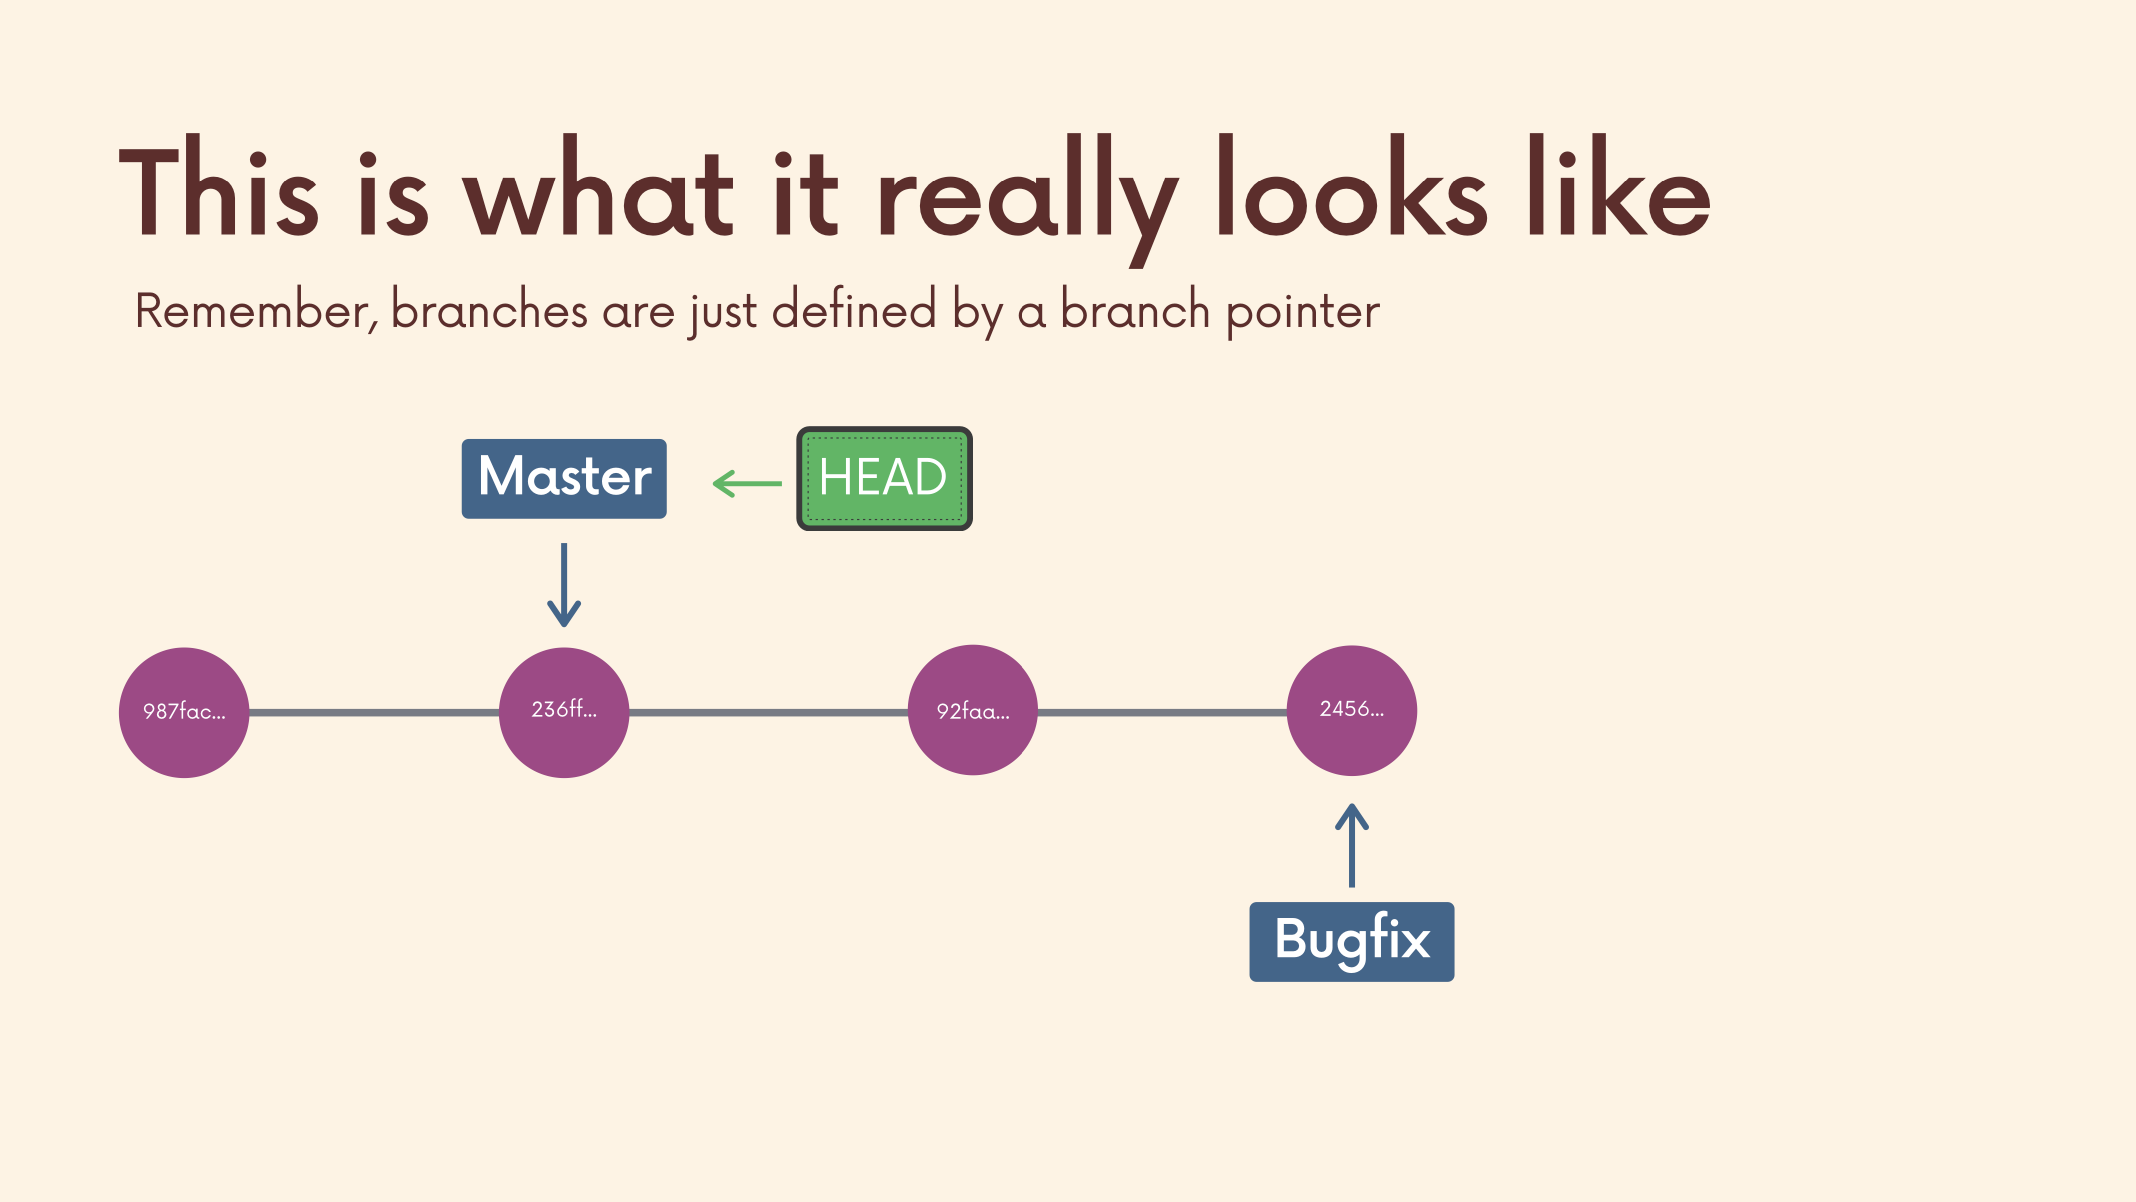 This is what it really looks like
Remember, branches are just defined by a branch pointer
Master
HEAD
987fac...
236ff...
92faa...
2456...
Bugfix